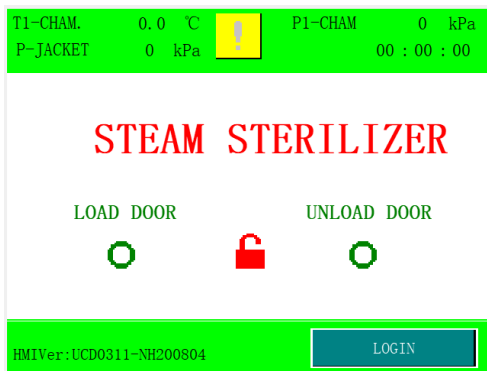 T1-CHAM. 0.0 ℃ ! P1-CHAM 0 kPa
P-JACKET 0 kPa 00 : 00 : 00
STEAM STERILIZER
LOAD DOOR UNLOAD DOOR
HMIVer:UCD0311-NH200804 LOGIN